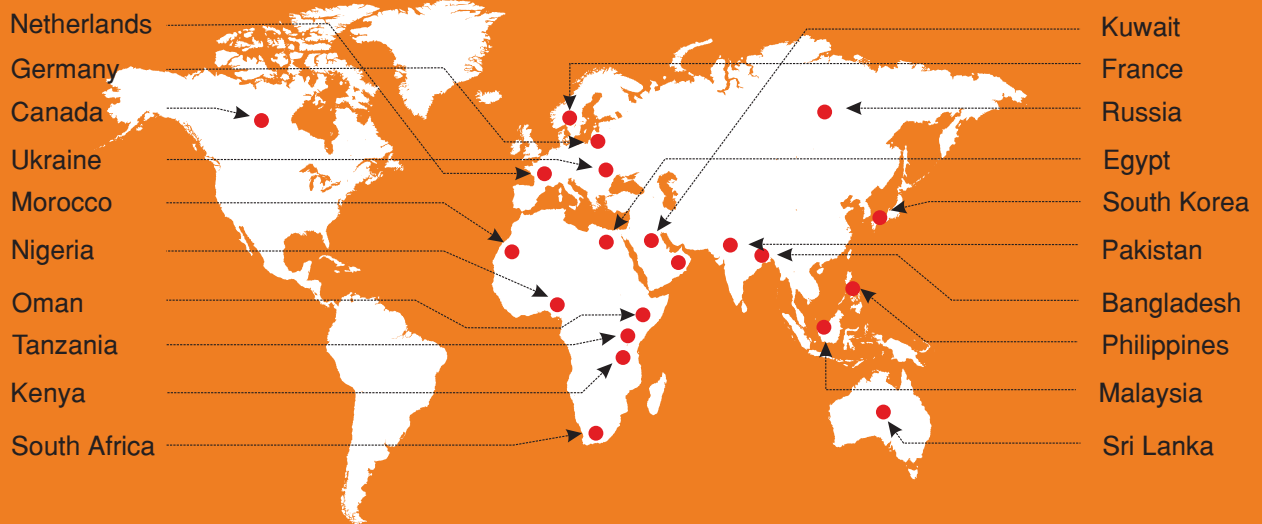 Netherlands
Germany
Canada
Ukraine
Morocco
Nigeria
Oman
Tanzania
Kenya
South Africa
Kuwait
France
Russia
Egypt
South Korea
Pakistan
Bangladesh
Philippines
Malaysia
Sri Lanka